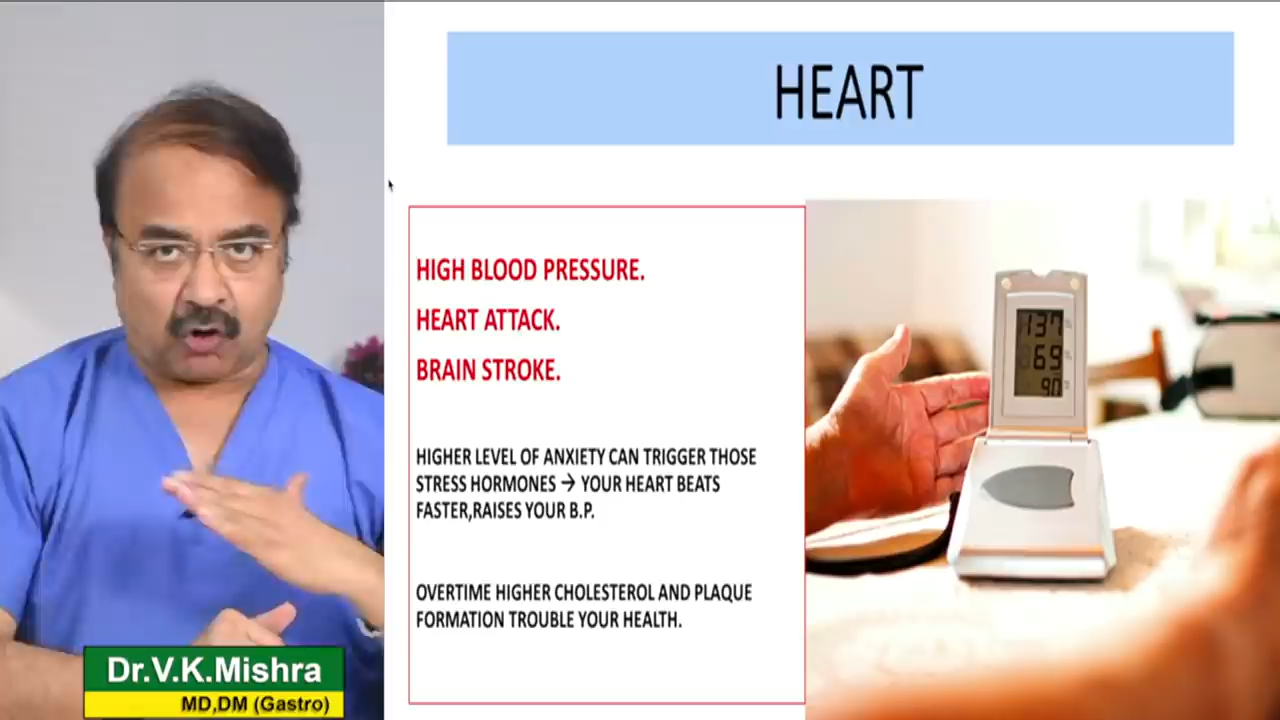 HEART
HIGH BLOOD PRESSURE.
HEART ATTACK.
BRAIN STROKE.
HIGHER LEVEL OF ANXIETY CAN TRIGGER THOSE
STRESS HORMONES → YOUR HEART BEATS
FASTER,RAISES YOUR B.P.
OVERTIME HIGHER CHOLESTEROL AND PLAQUE
FORMATION TROUBLE YOUR HEALTH.
137
69
90
Dr.V.K.Mishra
MD,DM (Gastro)